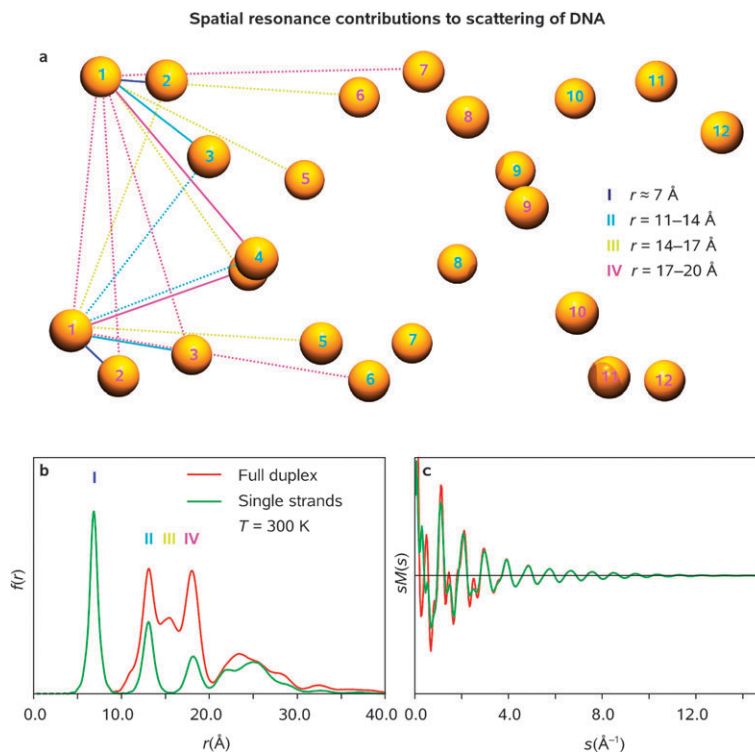 Spatial resonance contributions to scattering of DNA
a
1
2
7
6
11
10
8
12
3
5
9
9
I r ≈ 7 Å
II r = 11–14 Å
III r = 14–17 Å
IV r = 17–20 Å
4
8
1
10
5
7
3
2
6
11
12
b
I
Full duplex
Single strands
T = 300 K
II III IV
f(r)
0.0 10.0 20.0 30.0 40.0
r(Å)
c
sM(s)
0.0 4.0 8.0 12.0
s(Å⁻¹)